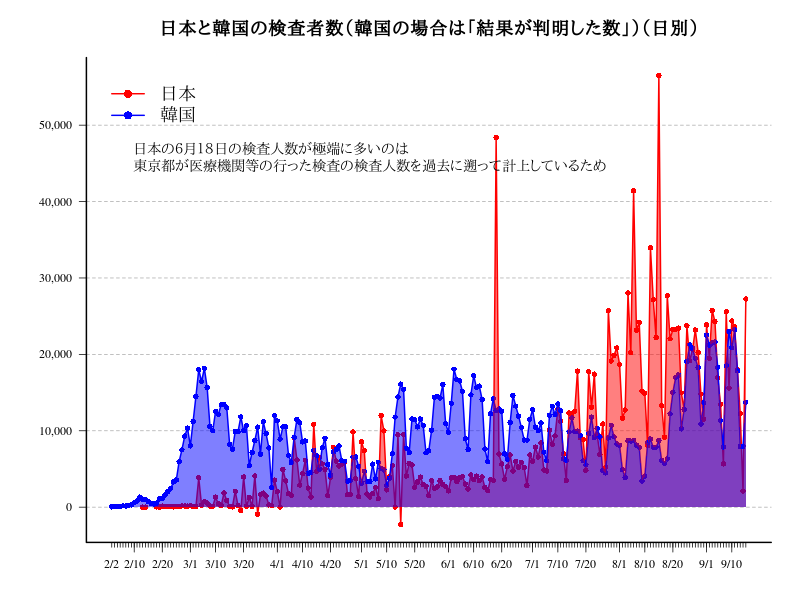 日本と韓国の検査者数（韓国の場合は「結果が判明した数」）（日別）
日本
韓国
日本の6月18日の検査人数が極端に多いのは
東京都が医療機関等の行った検査の検査人数を過去に遡って計上しているため
50,000
40,000
30,000
20,000
10,000
0
2/2 2/10 2/20 3/1 3/10 3/20 4/1 4/10 4/20 5/1 5/10 5/20 6/1 6/10 6/20 7/1 7/10 7/20 8/1 8/10 8/20 9/1 9/10